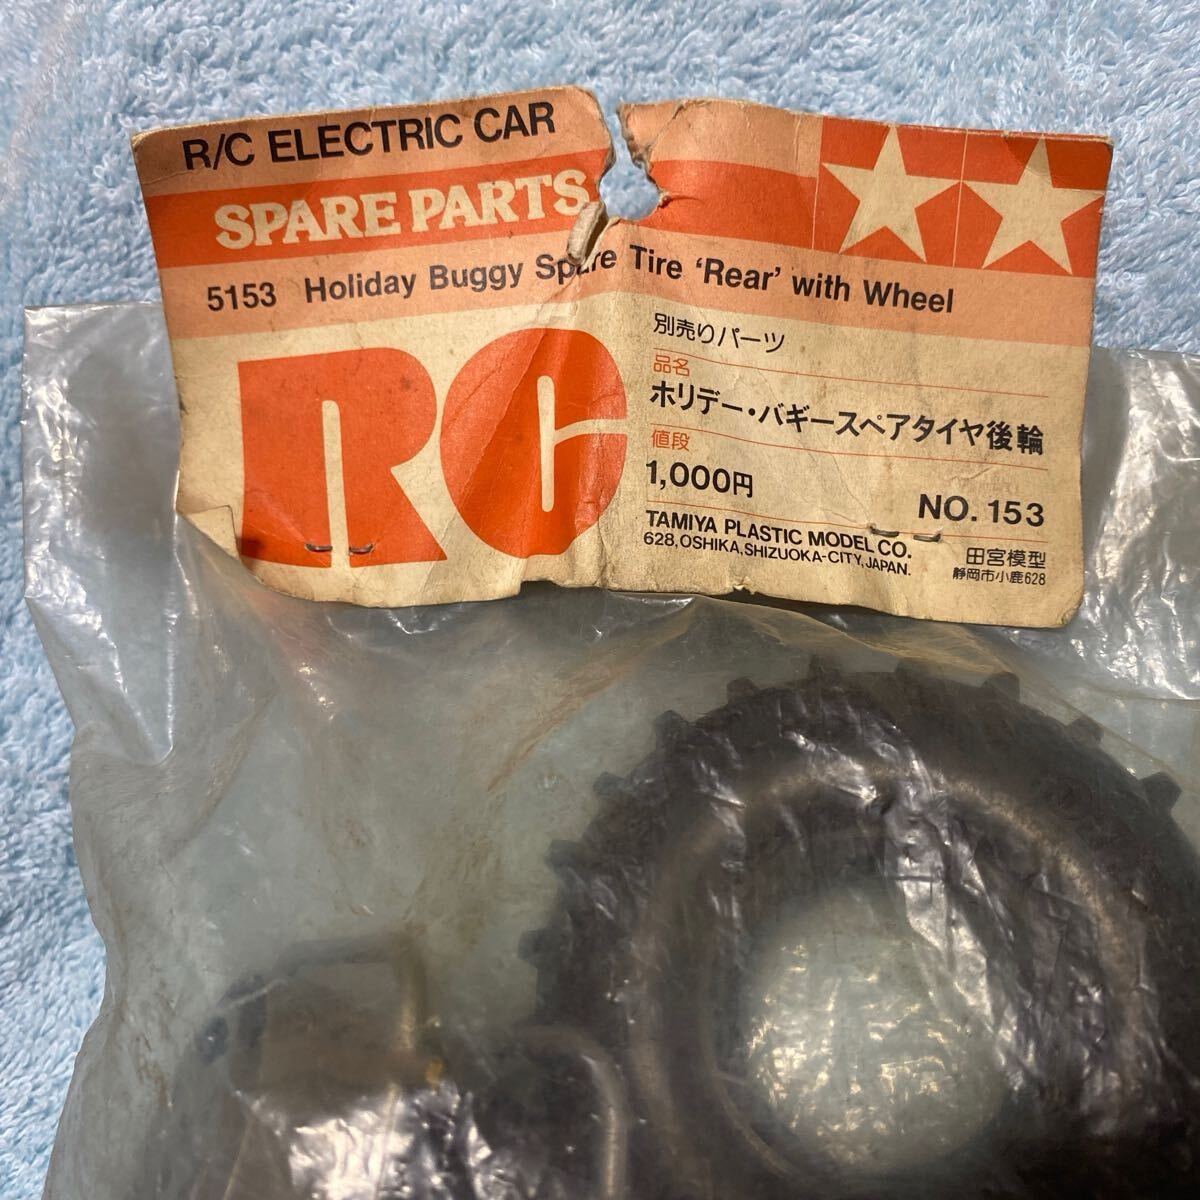 R/C ELECTRIC CAR
SPARE PARTS
5153 Holiday Buggy Spare Tire ‘Rear’ with Wheel
RC
別売りパーツ
品名
ホリデー・バギースペアタイヤ後輪
値段
1,000円
NO. 153
TAMIYA PLASTIC MODEL CO.
628, OSHIKA, SHIZUOKA-CITY, JAPAN.
田宮模型
静岡市小鹿628